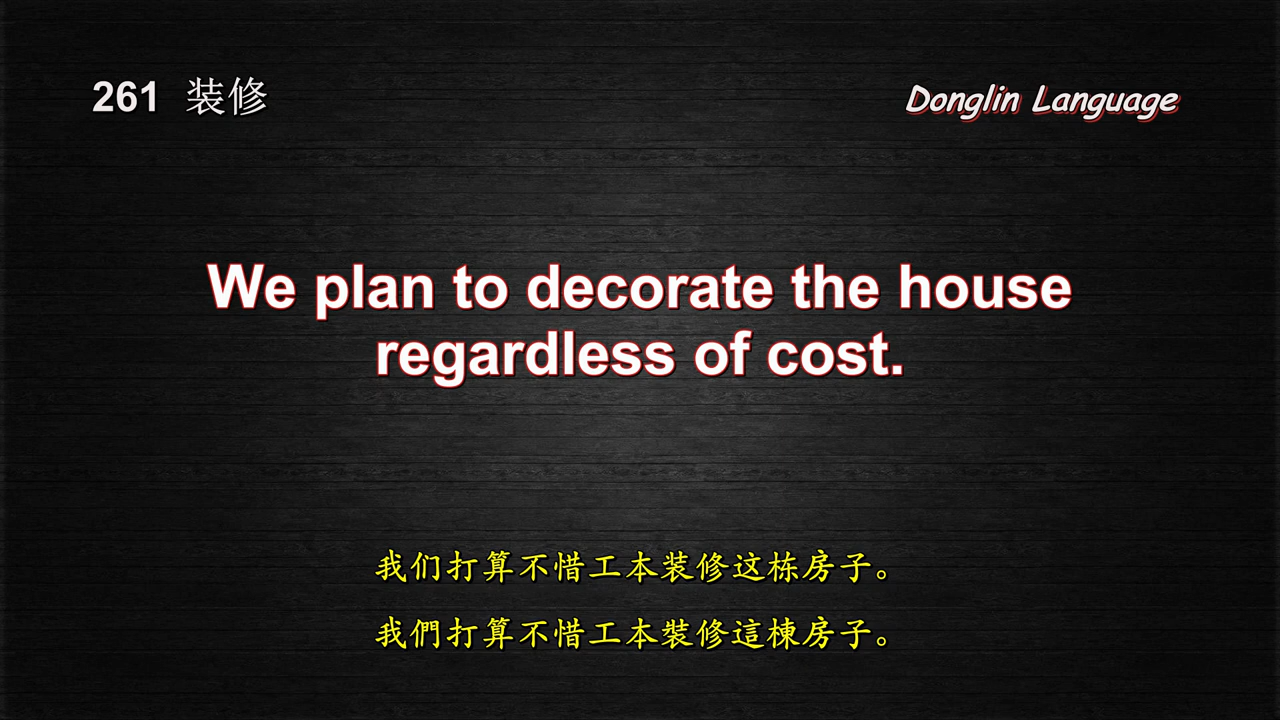 261 装修
Donglin Language
We plan to decorate the house
regardless of cost.
我们打算不惜工本装修这栋房子。
我們打算不惜工本裝修這棟房子。